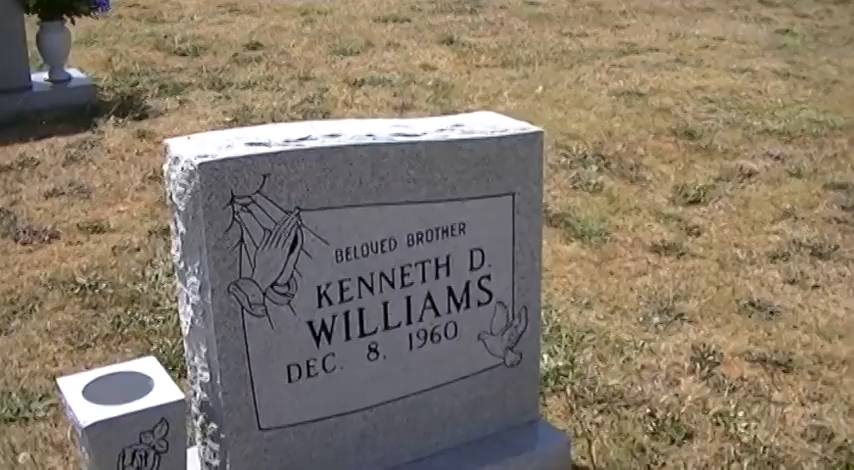 BELOVED BROTHER
KENNETH D.
WILLIAMS
DEC. 8, 1960